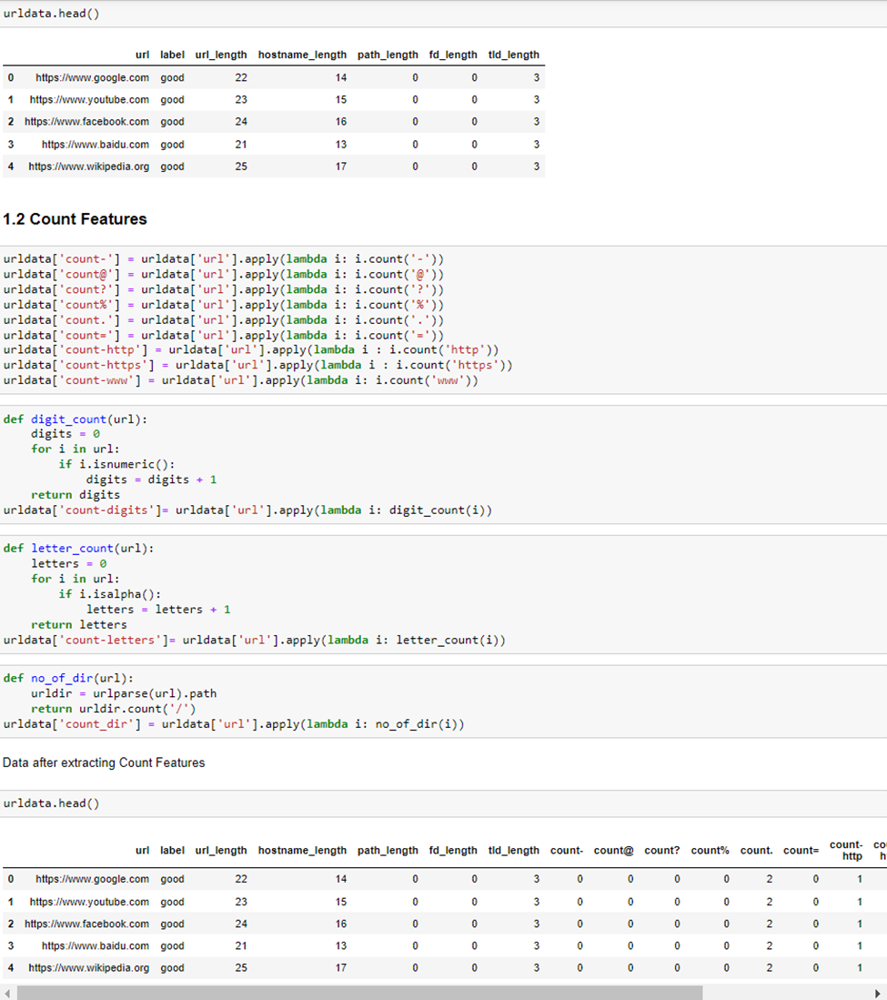 urldata.head()
url label url_length hostname_length path_length fd_length tld_length
0 https://www.google.com good 22 14 0 0 3
1 https://www.youtube.com good 23 15 0 0 3
2 https://www.facebook.com good 24 16 0 0 3
3 https://www.baidu.com good 21 13 0 0 3
4 https://www.wikipedia.org good 25 17 0 0 3
1.2 Count Features
urldata['count-'] = urldata['url'].apply(lambda i: i.count('-'))
urldata['count@'] = urldata['url'].apply(lambda i: i.count('@'))
urldata['count?'] = urldata['url'].apply(lambda i: i.count('?'))
urldata['count%'] = urldata['url'].apply(lambda i: i.count('%'))
urldata['count.'] = urldata['url'].apply(lambda i: i.count('.'))
urldata['count='] = urldata['url'].apply(lambda i: i.count('='))
urldata['count-http'] = urldata['url'].apply(lambda i : i.count('http'))
urldata['count-https'] = urldata['url'].apply(lambda i : i.count('https'))
urldata['count-www'] = urldata['url'].apply(lambda i: i.count('www'))
def digit_count(url):
    digits = 0
    for i in url:
        if i.isnumeric():
            digits = digits + 1
    return digits
urldata['count-digits']= urldata['url'].apply(lambda i: digit_count(i))
def letter_count(url):
    letters = 0
    for i in url:
        if i.isalpha():
            letters = letters + 1
    return letters
urldata['count-letters']= urldata['url'].apply(lambda i: letter_count(i))
def no_of_dir(url):
    urldir = urlparse(url).path
    return urldir.count('/')
urldata['count_dir'] = urldata['url'].apply(lambda i: no_of_dir(i))
Data after extracting Count Features
urldata.head()
url label url_length hostname_length path_length fd_length tld_length count- count@ count? count% count. count= count-http
0 https://www.google.com good 22 14 0 0 3 0 0 0 0 2 0 1
1 https://www.youtube.com good 23 15 0 0 3 0 0 0 0 2 0 1
2 https://www.facebook.com good 24 16 0 0 3 0 0 0 0 2 0 1
3 https://www.baidu.com good 21 13 0 0 3 0 0 0 0 2 0 1
4 https://www.wikipedia.org good 25 17 0 0 3 0 0 0 0 2 0 1